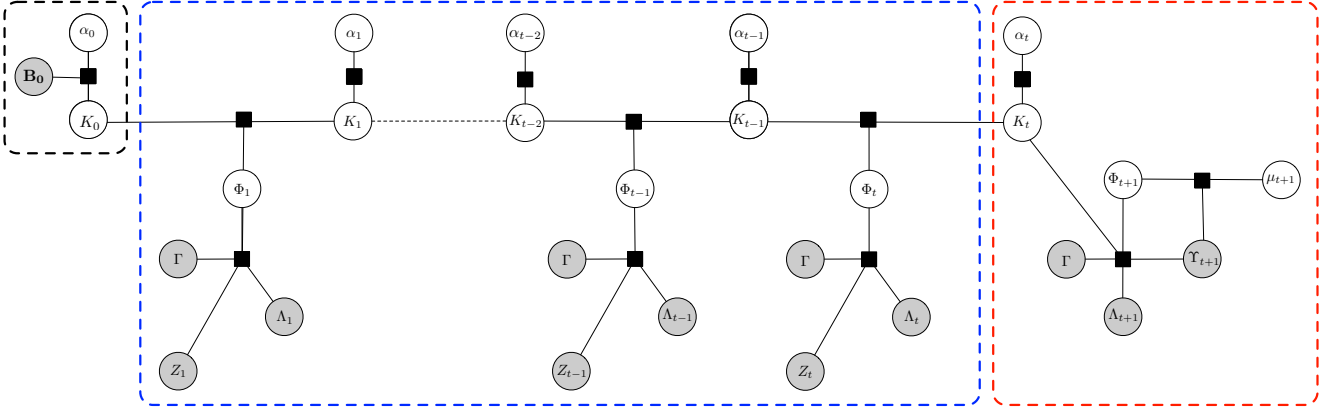 α₀ α₁ αₜ₋₂ αₜ₋₁ αₜ
B₀
K₀ K₁ Kₜ₋₂ Kₜ₋₁ Kₜ
Φ₁ Φₜ₋₁ Φₜ Φₜ₊₁ μₜ₊₁
Γ Γ Γ Γ Υₜ₊₁
Λ₁ Λₜ₋₁ Λₜ Λₜ₊₁
Z₁ Zₜ₋₁ Zₜ